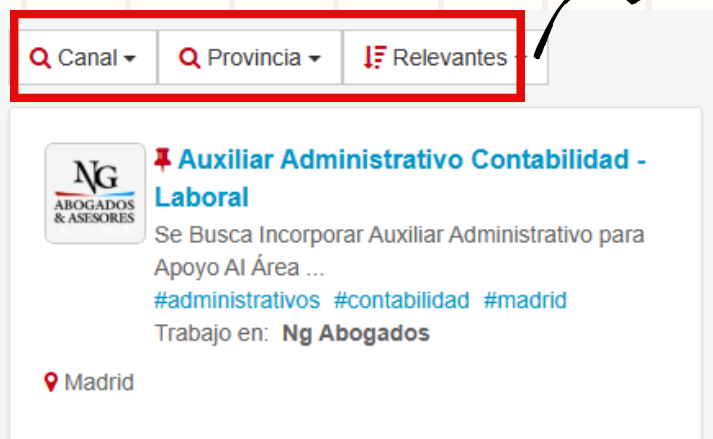 Canal
Provincia
Relevantes
NG
ABOGADOS
& ASESORES
Auxiliar Administrativo Contabilidad -
Laboral
Se Busca Incorporar Auxiliar Administrativo para
Apoyo Al Área ...
#administrativos #contabilidad #madrid
Trabajo en: Ng Abogados
Madrid